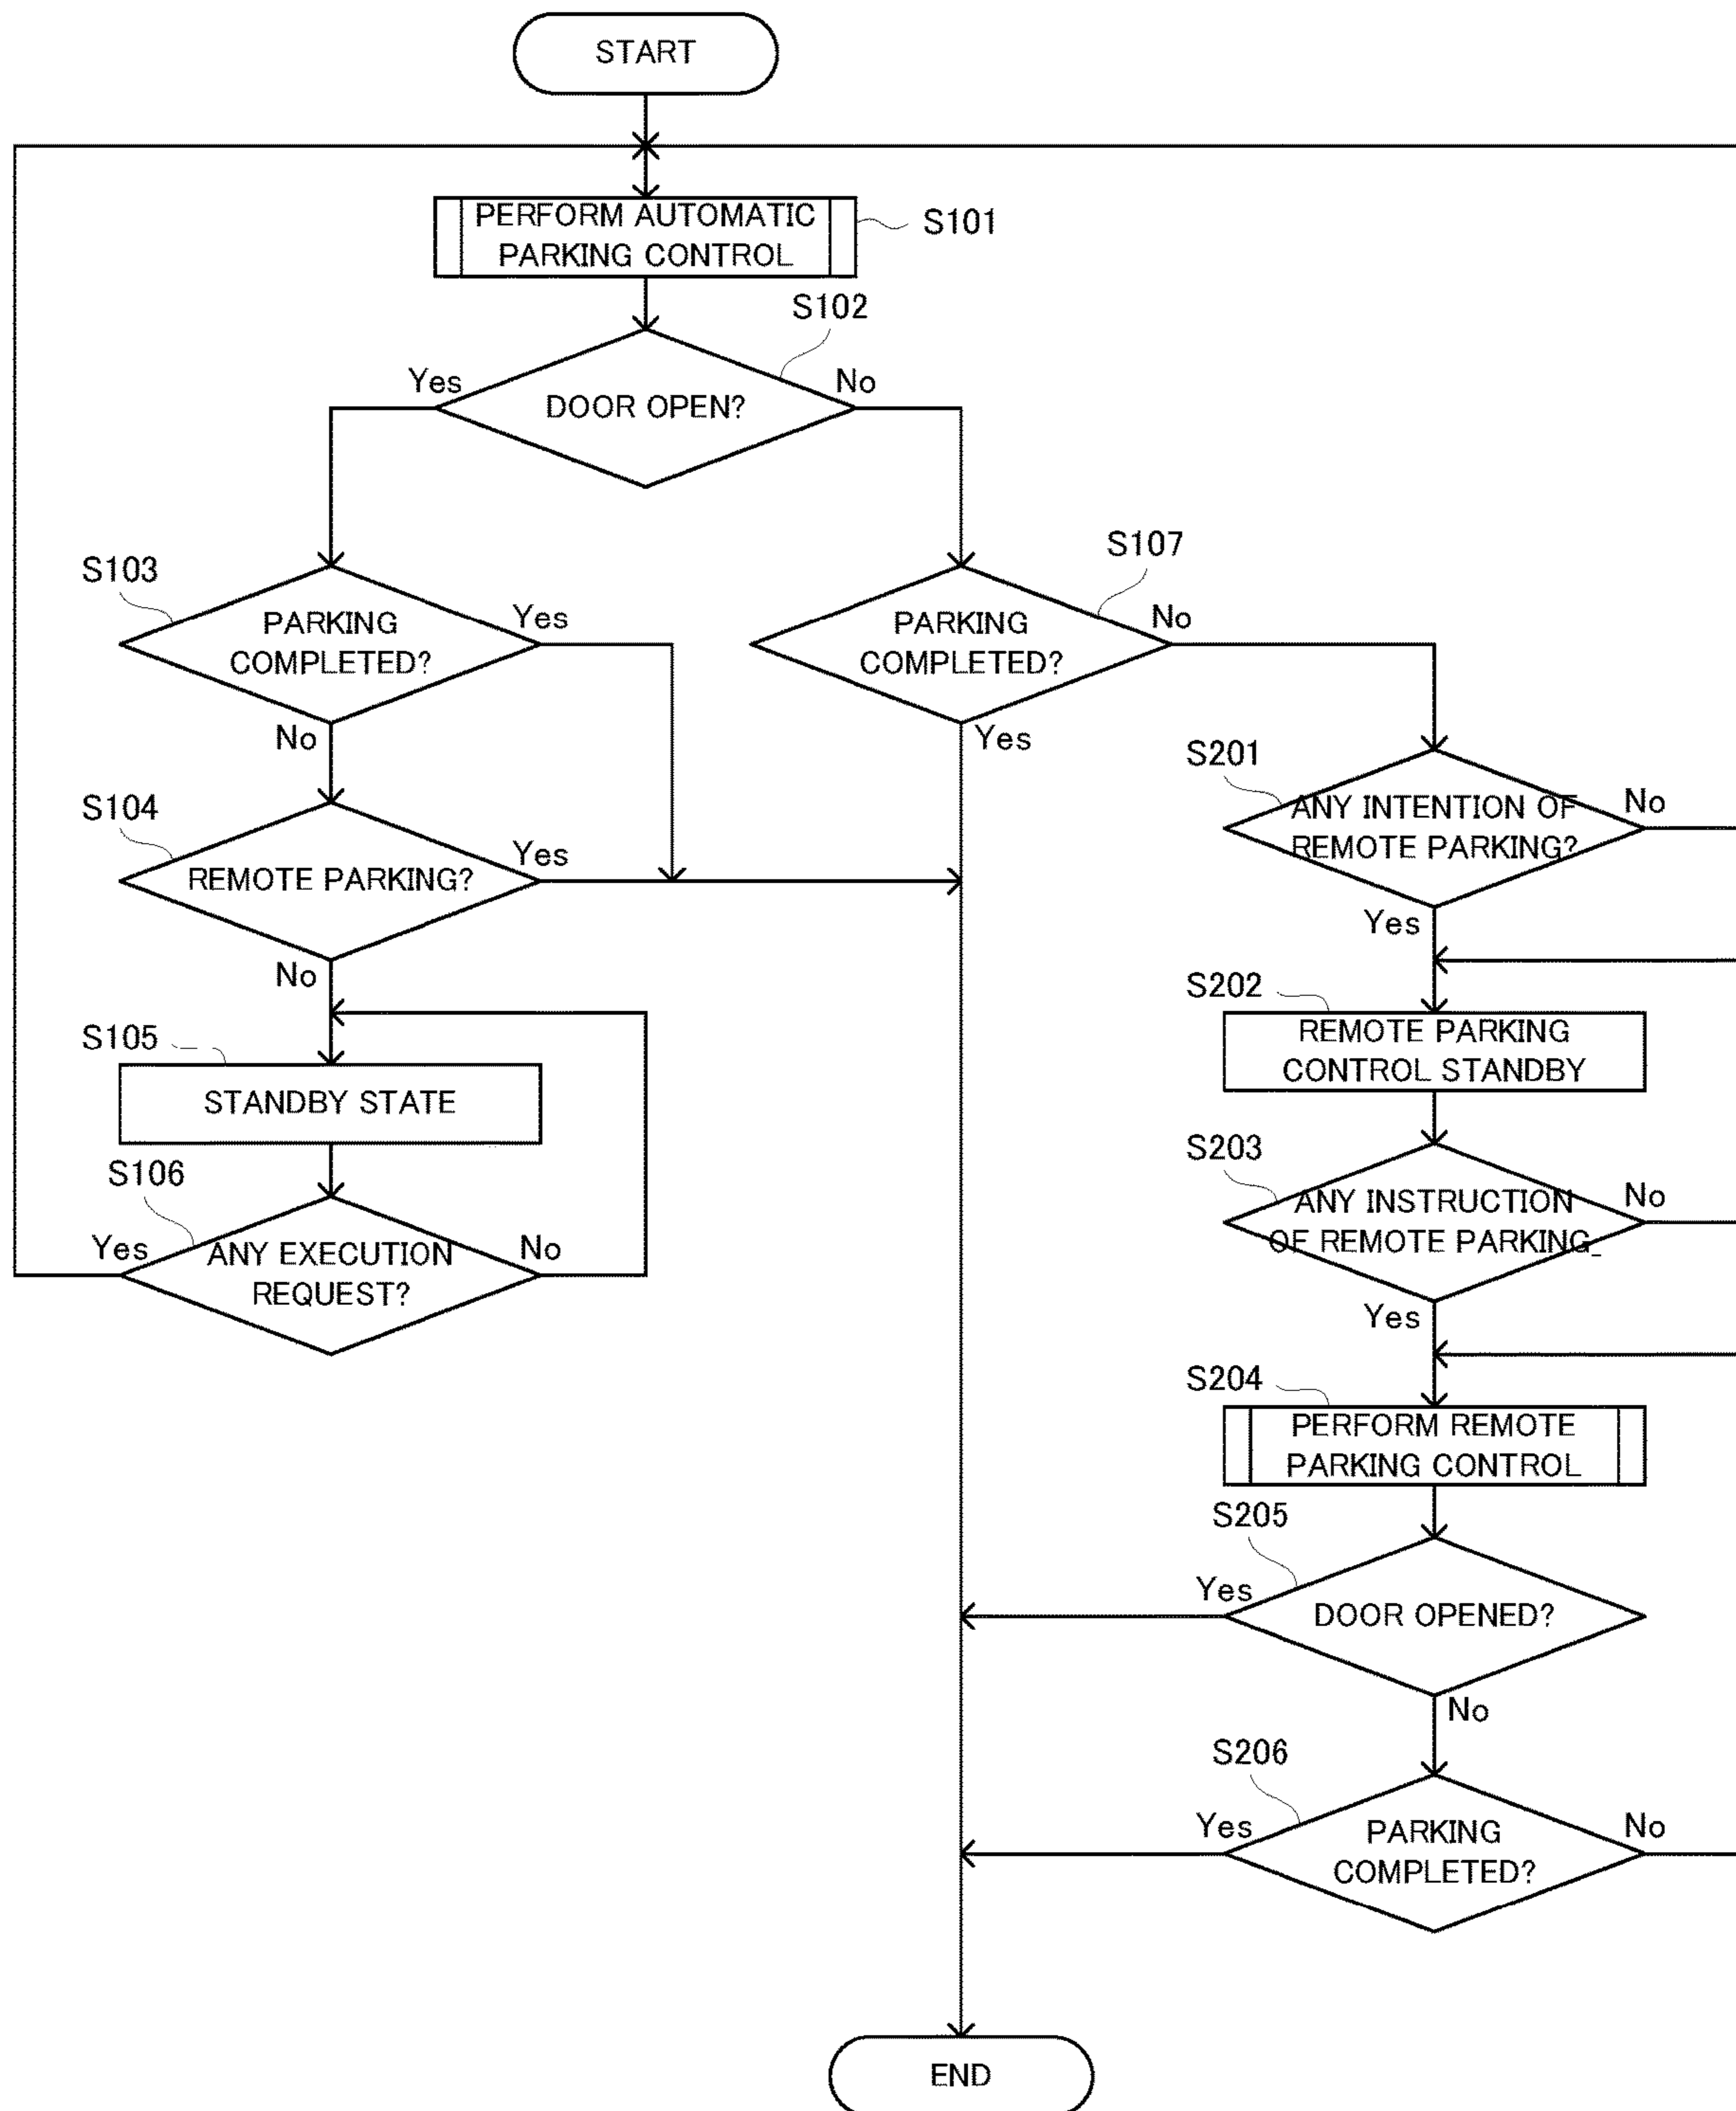 START
PERFORM AUTOMATIC
PARKING CONTROL
S101
S102
Yes
No
DOOR OPEN?
S103
PARKING
COMPLETED?
Yes
No
S107
PARKING
COMPLETED?
No
Yes
S104
REMOTE PARKING?
Yes
No
S201
ANY INTENTION OF
REMOTE PARKING?
No
Yes
S105
STANDBY STATE
S202
REMOTE PARKING
CONTROL STANDBY
S106
Yes
ANY EXECUTION
REQUEST?
No
S203
ANY INSTRUCTION
OF REMOTE PARKING_
No
Yes
S204
PERFORM REMOTE
PARKING CONTROL
S205
Yes
DOOR OPENED?
No
S206
Yes
PARKING
COMPLETED?
No
END